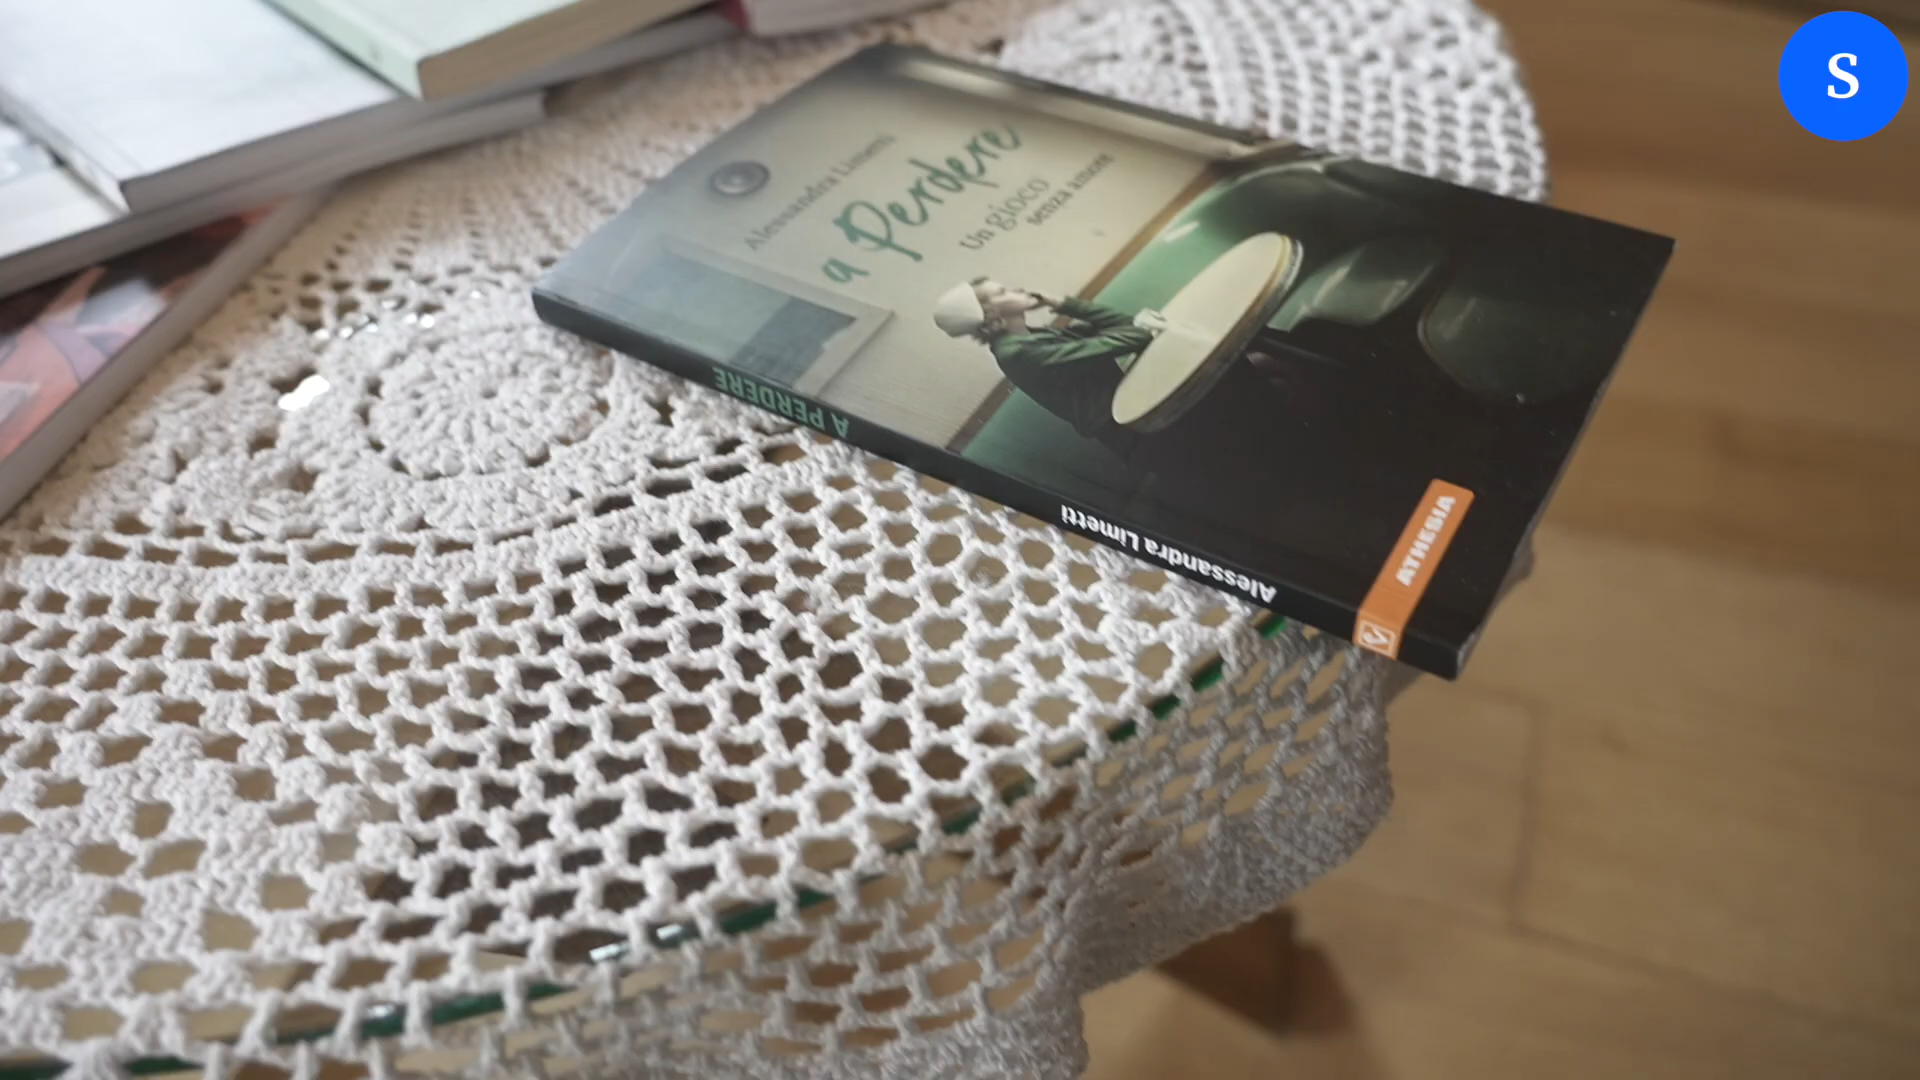 Alessandra Limetti
a Perdere
Un gioco
senza amore
A PERDERE
Alessandra Limetti
ATHESIA
S